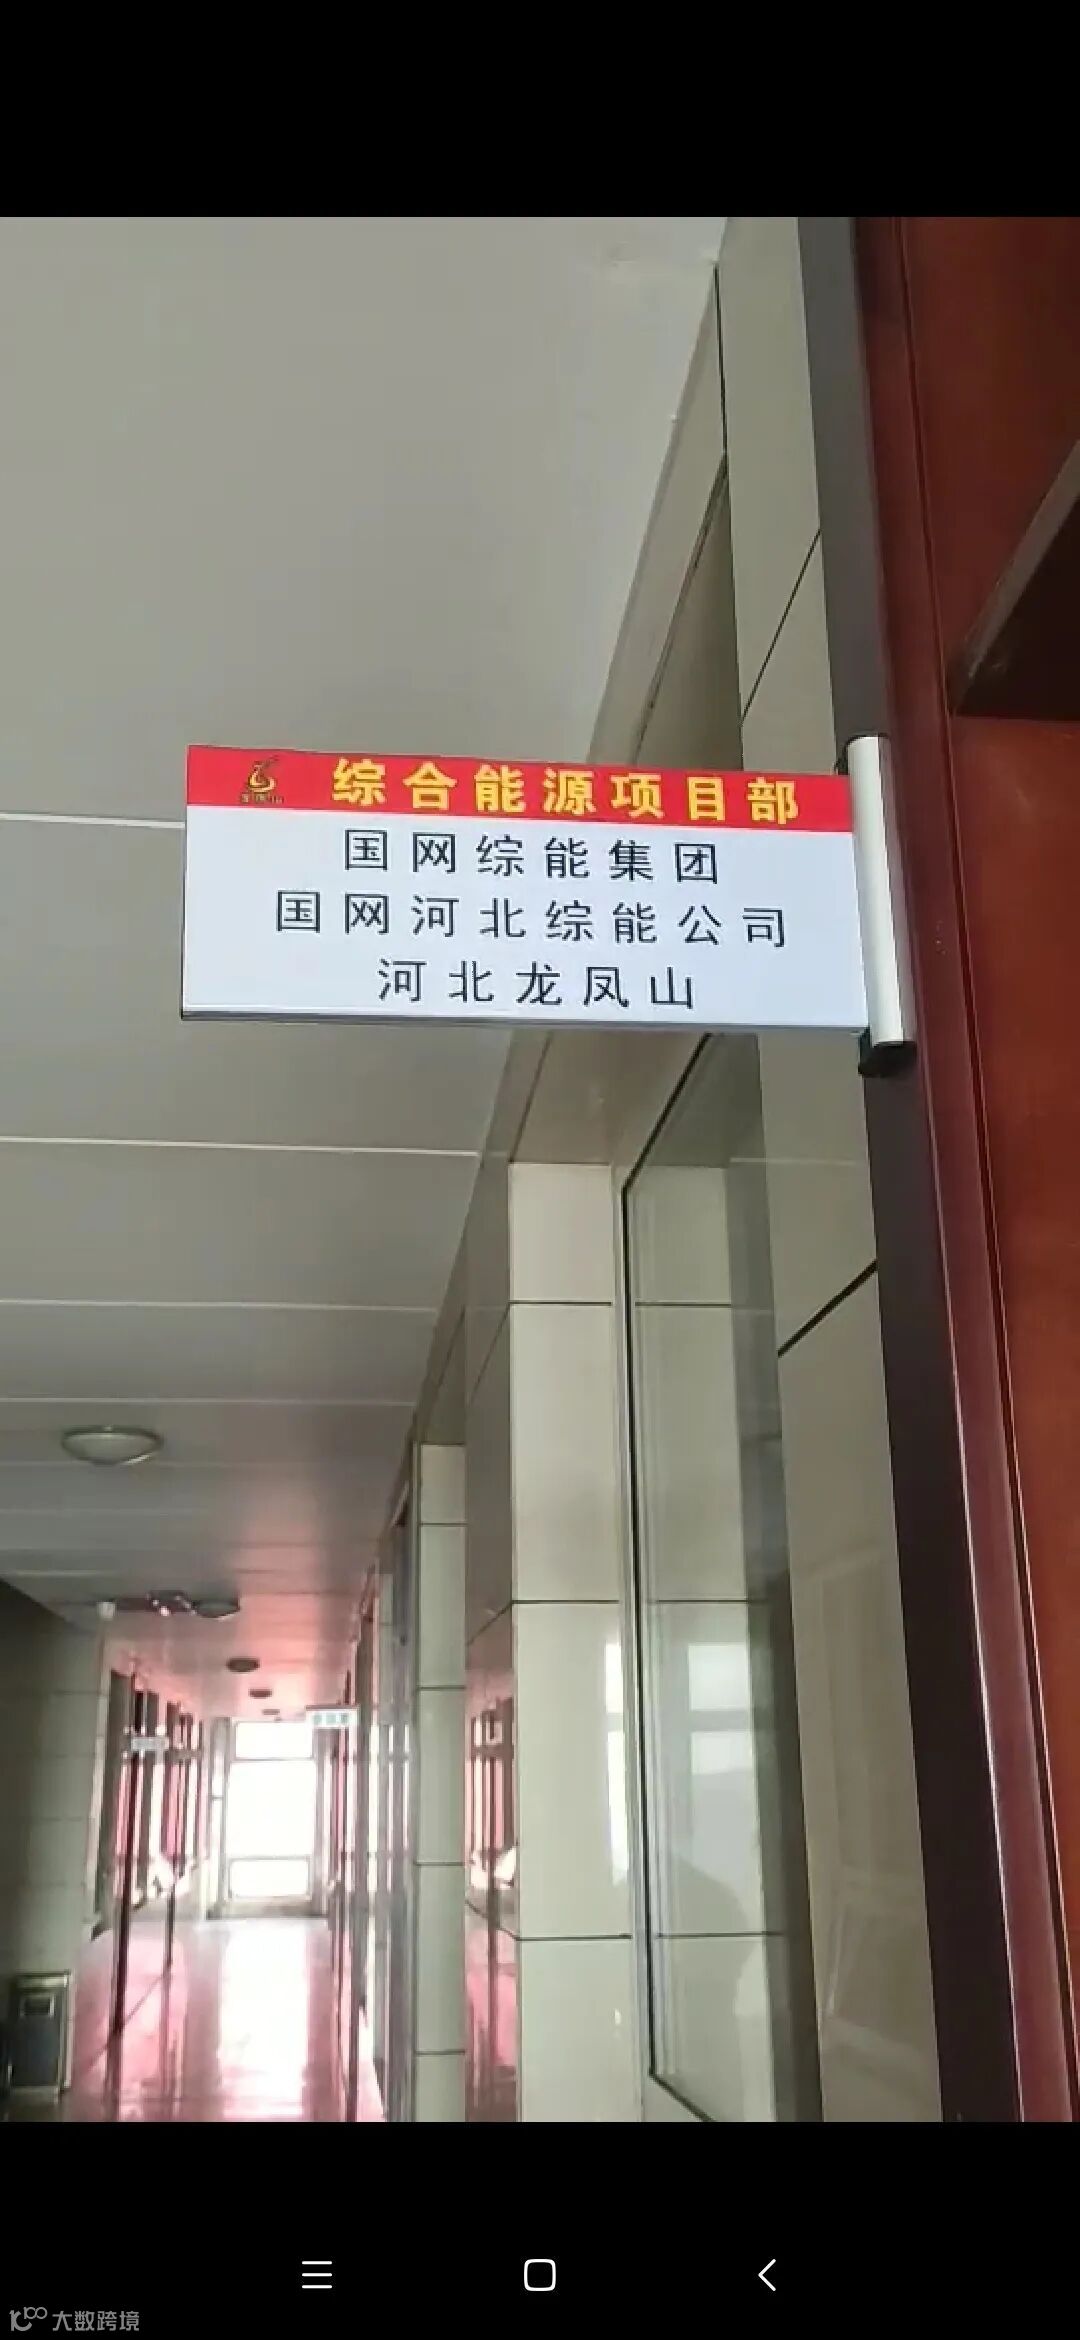 综合能源项目部
国网综能集团
国网河北综能公司
河北龙凤山
大数跨境